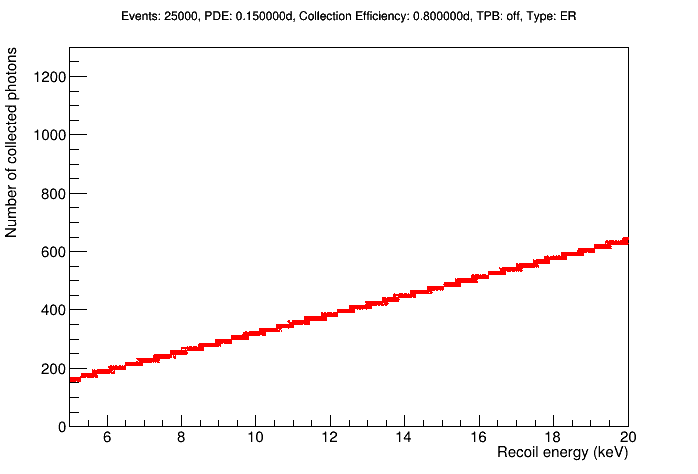 Events: 25000, PDE: 0.150000d, Collection Efficiency: 0.800000d, TPB: off, Type: ER
Number of collected photons
1200
1000
800
600
400
200
0
6 8 10 12 14 16 18 20
Recoil energy (keV)